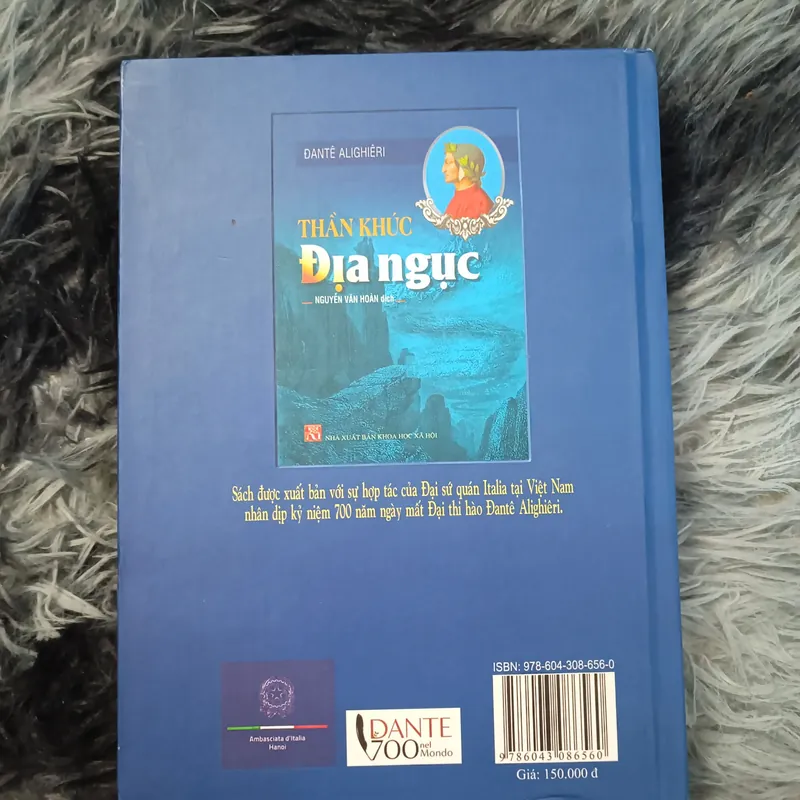 ĐANTÊ ALIGHIÊRI
THẦN KHÚC
Địa ngục
NGUYỄN VĂN HOÀN dịch
NHÀ XUẤT BẢN KHOA HỌC XÃ HỘI
Sách được xuất bản với sự hợp tác của Đại sứ quán Italia tại Việt Nam
nhân dịp kỷ niệm 700 năm ngày mất Đại thi hào Đantê Alighiêri.
ISBN: 978-604-308-656-0
Ambasciata d'Italia
Hanoi
DANTE
700 nel
Mondo
9 786043 086560
Giá: 150.000 đ